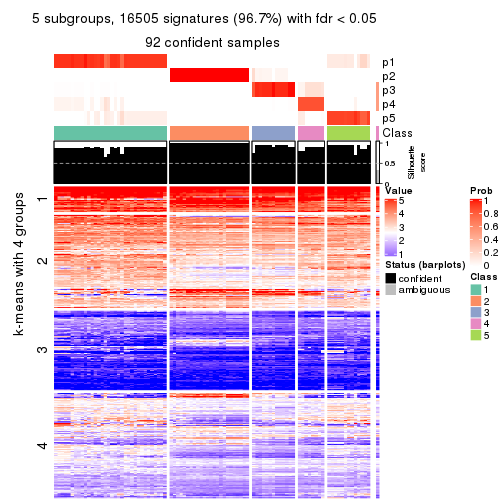 5 subgroups, 16505 signatures (96.7%) with fdr < 0.05
92 confident samples
p1
p2
p3
p4
p5
Class
1
0.5
0
Silhouette
score
k-means with 4 groups
1
2
3
4
Value
5
4
3
2
1
Status (barplots)
confident
ambiguous
Prob
1
0.8
0.6
0.4
0.2
0
Class
1
2
3
4
5